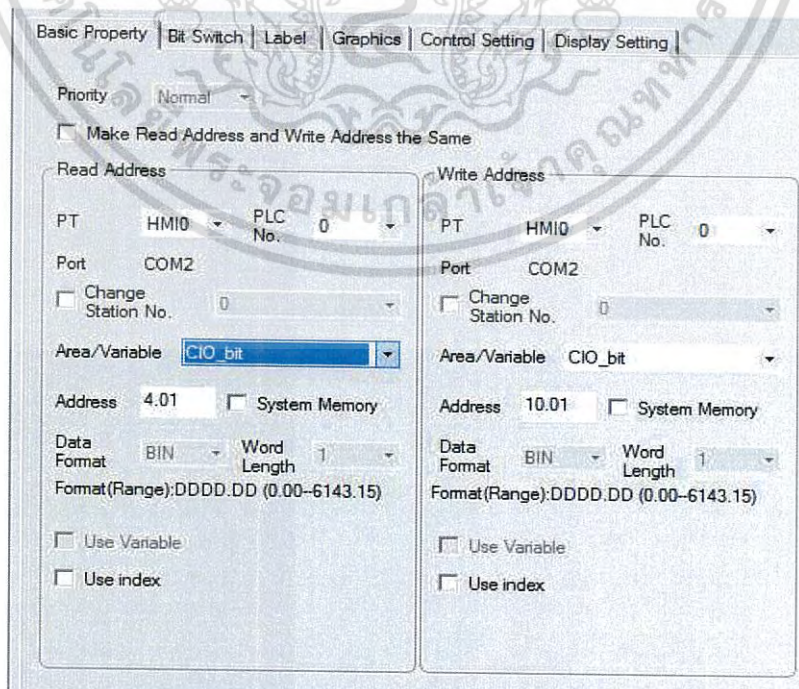 Basic Property Bit Switch Label Graphics Control Setting Display Setting
Priority Normal
Make Read Address and Write Address the Same
Read Address
PT HMI0 PLC No. 0
Port COM2
Change Station No. 0
Area/Variable CIO_bit
Address 4.01 System Memory
Data Format BIN Word Length 1
Format(Range):DDDD.DD (0.00--6143.15)
Use Variable
Use index
Write Address
PT HMI0 PLC No. 0
Port COM2
Change Station No. 0
Area/Variable CIO_bit
Address 10.01 System Memory
Data Format BIN Word Length 1
Format(Range):DDDD.DD (0.00--6143.15)
Use Variable
Use index